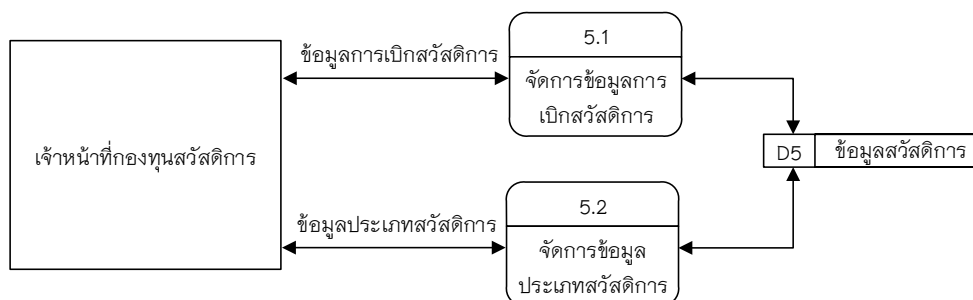 5.1
ข้อมูลการเบิกสวัสดิการ
จัดการข้อมูลการ
เบิกสวัสดิการ
เจ้าหน้าที่กองทุนสวัสดิการ
D5 ข้อมูลสวัสดิการ
5.2
ข้อมูลประเภทสวัสดิการ
จัดการข้อมูล
ประเภทสวัสดิการ